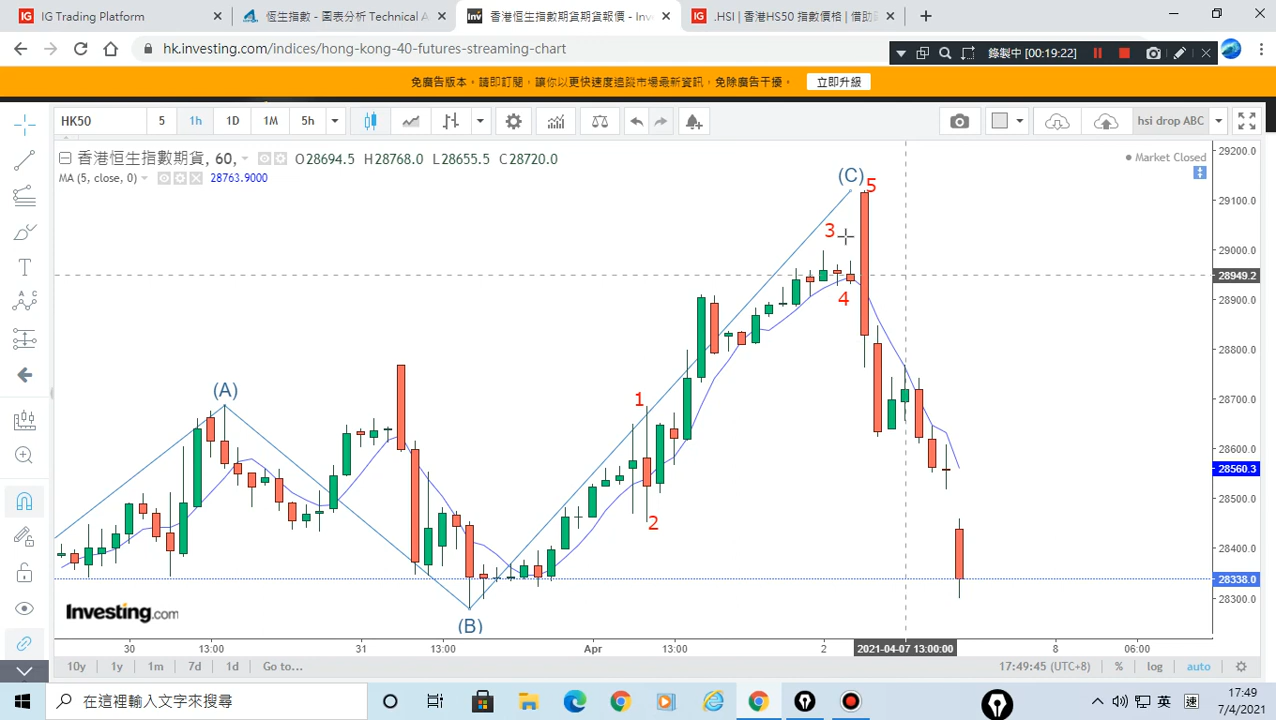 IG Trading Platform
恆生指數 - 圖表分析 Technical A
香港恒生指數期貨期貨報價 - Inv
.HSI | 香港HS50 指數價格 | 借助
hk.investing.com/indices/hong-kong-40-futures-streaming-chart
錄製中 [00:19:22]
免廣告版本。請即訂閱，讓你以更快速度追蹤市場最新資訊，免除廣告干擾。
立即升級
HK50
5
1h
1D
1M
5h
hsi drop ABC
香港恒生指數期貨, 60,
O28694.5 H28768.0 L28655.5 C28720.0
Market Closed
MA (5, close, 0)
28763.9000
29200.0
29100.0
29000.0
28949.2
28900.0
28800.0
28700.0
28600.0
28560.3
28500.0
28400.0
28338.0
28300.0
(C)
5
3
4
(A)
1
2
(B)
Investing.com
30
13:00
31
13:00
Apr
13:00
2
2021-04-07 13:00:00
8
06:00
10y
1y
1m
7d
1d
Go to...
17:49:45 (UTC+8)
%
log
auto
在這裡輸入文字來搜尋
英
17:49
7/4/2021